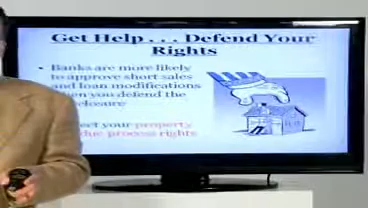 Get Help . . . Defend Your
Rights
• Banks are more likely
to approve short sales
and loan modifications
you defend the
your property
process rights